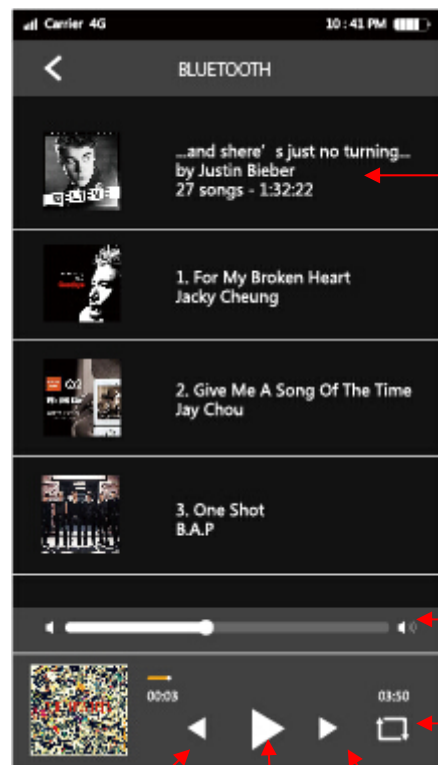 Carrier 4G
10:41 PM
BLUETOOTH
...and shere' s just no turning...
by Justin Bieber
27 songs - 1:32:22
1. For My Broken Heart
Jacky Cheung
2. Give Me A Song Of The Time
Jay Chou
3. One Shot
B.A.P
00:03
03:50